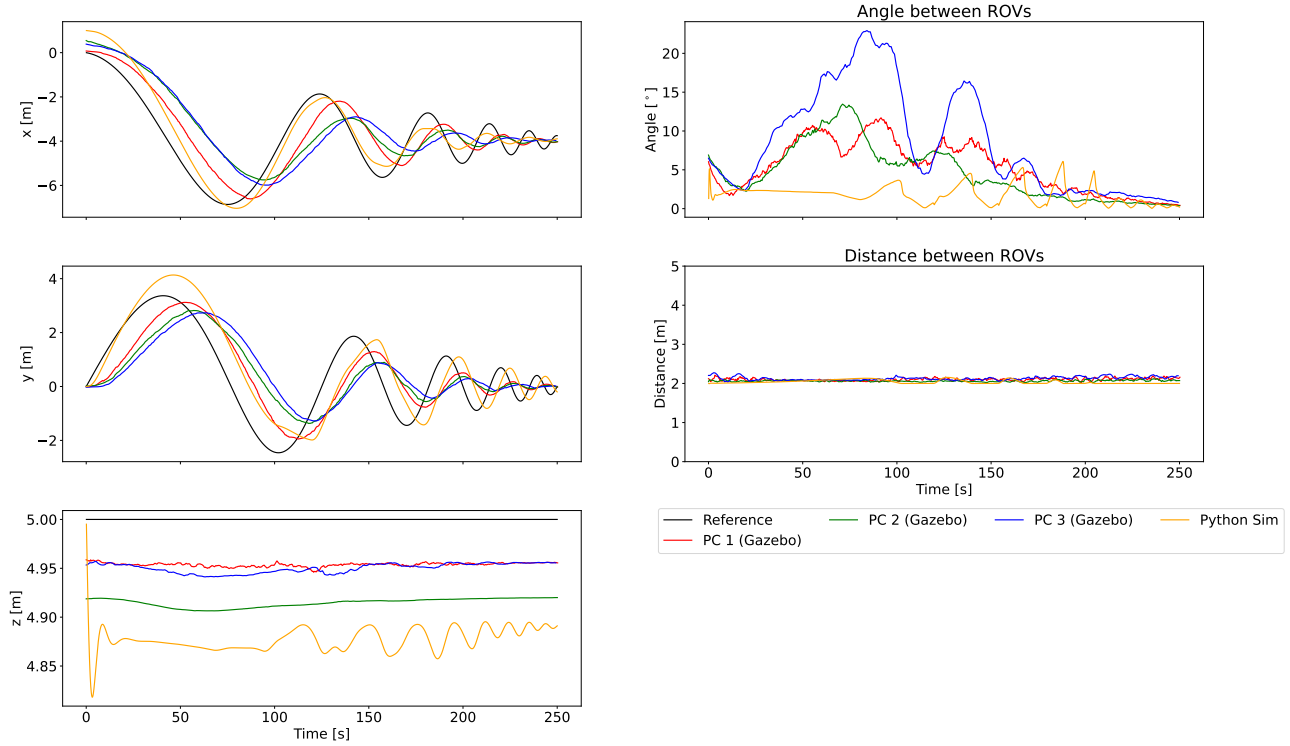 x [m]
0
−2
−4
−6
Angle between ROVs
Angle [°]
20
15
10
5
0
y [m]
4
2
0
−2
Distance between ROVs
Distance [m]
5
4
3
2
1
0
0 50 100 150 200 250
Time [s]
z [m]
5.00
4.95
4.90
4.85
0 50 100 150 200 250
Time [s]
Reference
PC 1 (Gazebo)
PC 2 (Gazebo)
PC 3 (Gazebo)
Python Sim